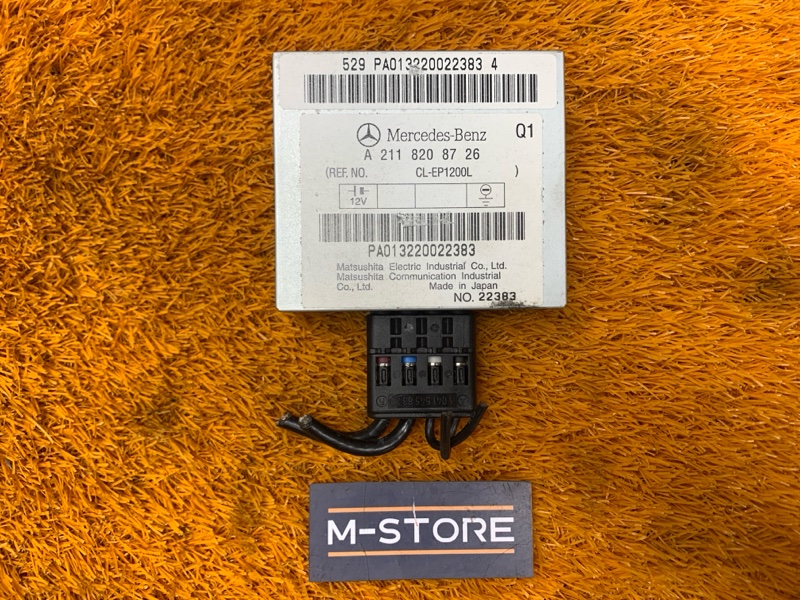 529 PA013220022383 4
Mercedes-Benz Q1
A 211 820 87 26
(REF. NO. CL-EP1200L )
12V
PA013220022383
Matsushita Electric Industrial Co., Ltd.
Matsushita Communication Industrial
Co., Ltd. Made in Japan
NO. 22383
M-STORE